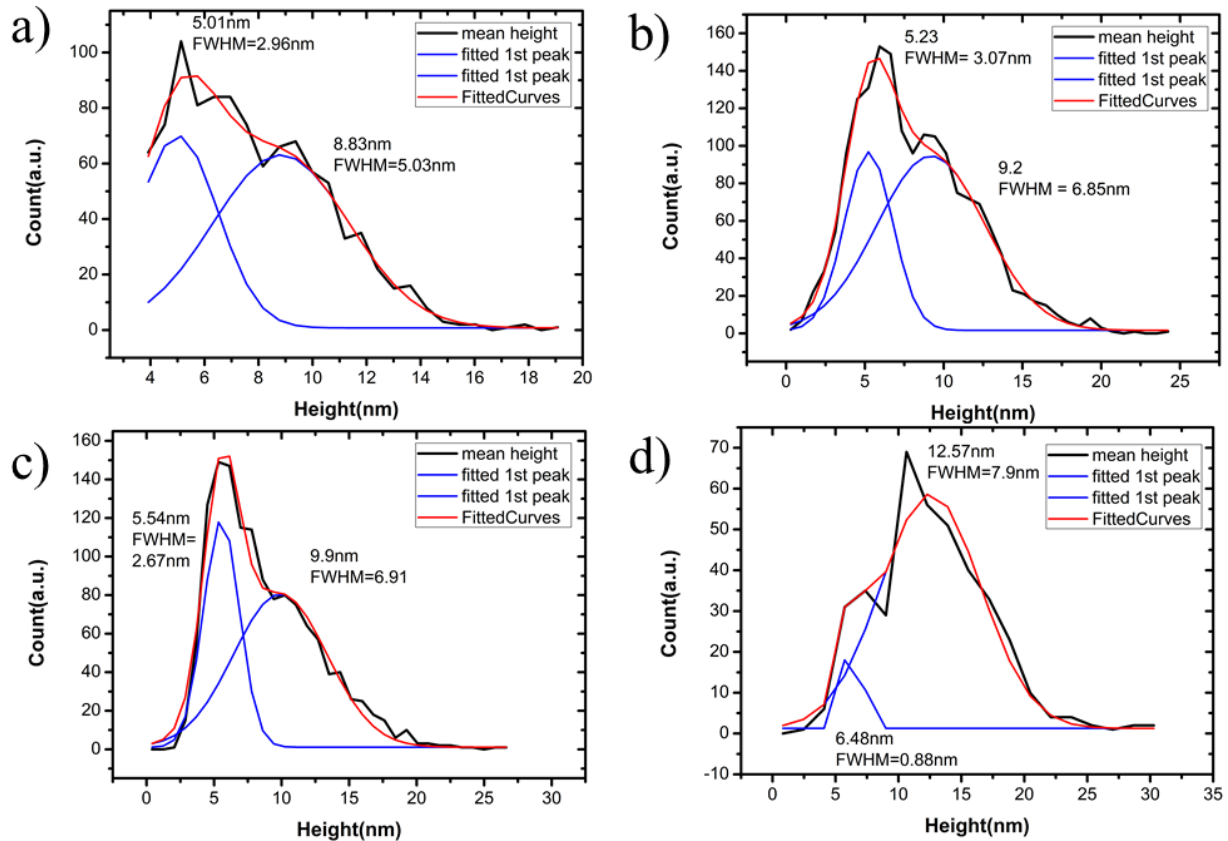 a)
5.01nm
FWHM=2.96nm
8.83nm
FWHM=5.03nm
mean height
fitted 1st peak
fitted 1st peak
FittedCurves
Count(a.u.)
100
80
60
40
20
0
4 6 8 10 12 14 16 18 20
Height(nm)
b)
5.23
FWHM= 3.07nm
9.2
FWHM = 6.85nm
mean height
fitted 1st peak
fitted 1st peak
FittedCurves
Count(a.u.)
160
140
120
100
80
60
40
20
0
0 5 10 15 20 25
Height(nm)
c)
5.54nm
FWHM=
2.67nm
9.9nm
FWHM=6.91
mean height
fitted 1st peak
fitted 1st peak
FittedCurves
Count(a.u.)
160
140
120
100
80
60
40
20
0
0 5 10 15 20 25 30
Height(nm)
d)
12.57nm
FWHM=7.9nm
6.48nm
FWHM=0.88nm
mean height
fitted 1st peak
fitted 1st peak
FittedCurves
Count(a.u.)
70
60
50
40
30
20
10
0
-10
0 5 10 15 20 25 30 35
Height(nm)